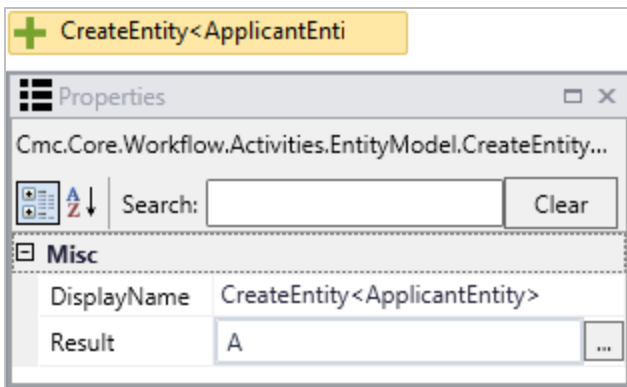 CreateEntity<ApplicantEnti
Properties
Cmc.Core.Workflow.Activities.EntityModel.CreateEntity...
A Z Search: Clear
Misc
DisplayName CreateEntity<ApplicantEntity>
Result A ...